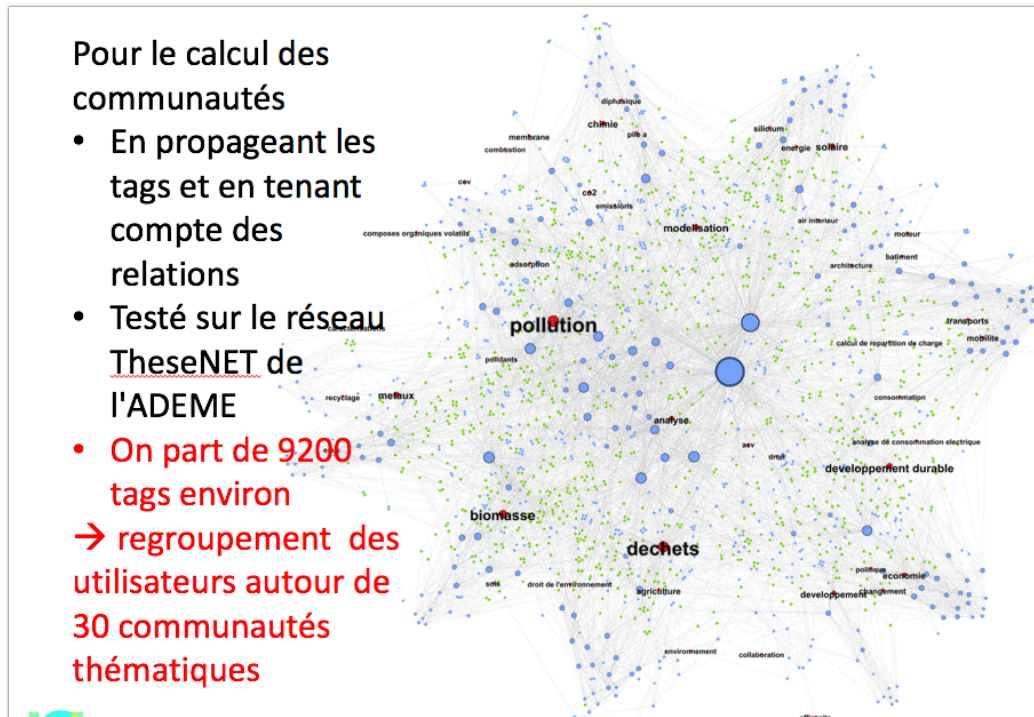 Pour le calcul des
communautés
• En propageant les
tags et en tenant
compte des
relations
• Testé sur le réseau
TheseNET de
l'ADEME
• On part de 9200
tags environ
→ regroupement des
utilisateurs autour de
30 communautés
thématiques
diphasique
chimie
pile a
membrane
combustion
silicium
energie
solaire
cov
co2
emissions
air interieur
modelisation
composes organiques volatils
moteur
batiment
adsorption
architecture
pollution
transports
caracterisations
mobilite
calcul de repartition de charge
polluants
recyclage
metaux
consommation
analyse
acv
droit
analyse de consommation electrique
developpement durable
biomasse
dechets
politique
economie
sols
droit de l'environnement
agriculture
developpement
changement
environnement
collaboration